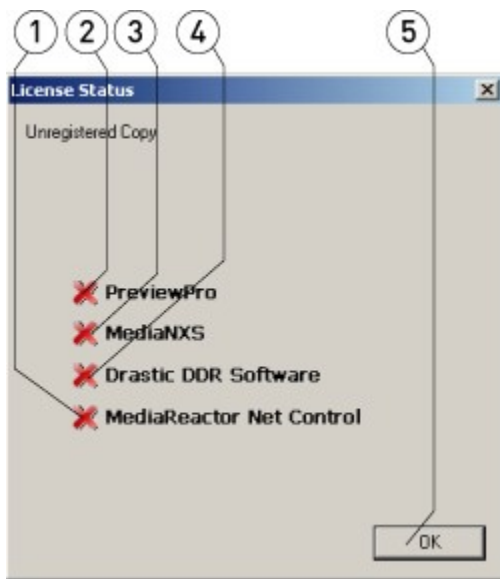 1 2 3 4 5
License Status
Unregistered Copy
PreviewPro
MediaNXS
Drastic DDR Software
MediaReactor Net Control
OK